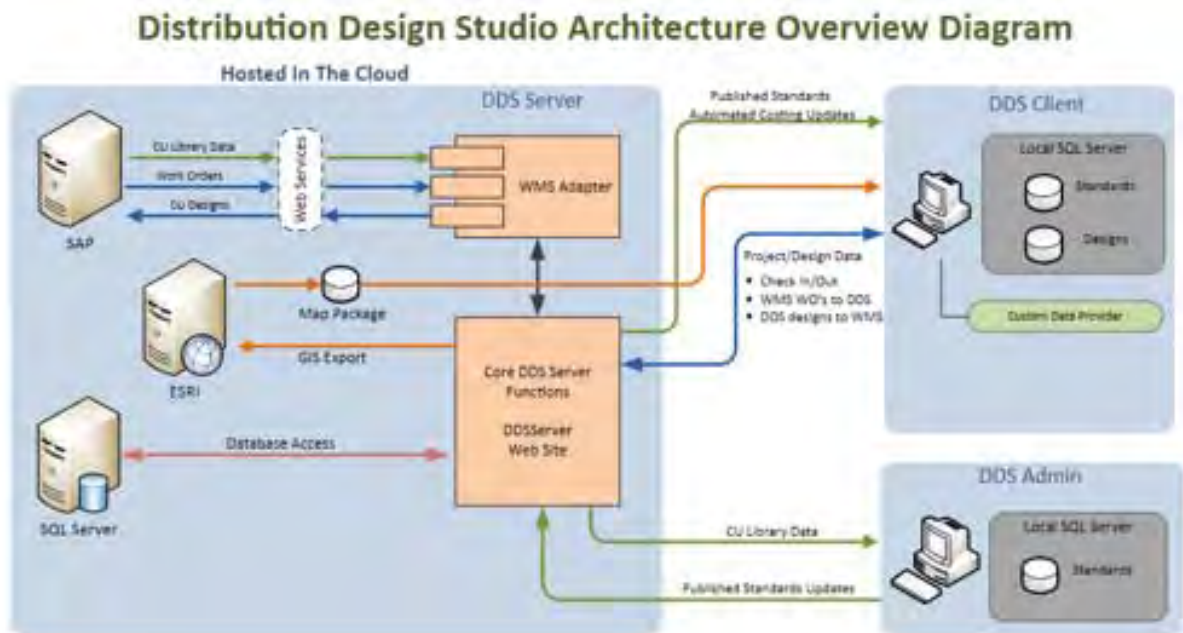 Distribution Design Studio Architecture Overview Diagram
Hosted In The Cloud
DDS Server
Published Standards
Automated Costing Updates
DDS Client
CU Library Data
Work Orders
CU Designs
Web Services
WMS Adapter
SAP
Local SQL Server
Standards
Designs
Project/Design Data
• Check In/Out
• WMS WO's to DDS
• DDS designs to WMS
Map Package
Custom Data Provider
GIS Export
ESRI
Core DDS Server
Functions
DDSServer
Web Site
Database Access
SQL Server
DDS Admin
Local SQL Server
Standards
CU Library Data
Published Standards Updates